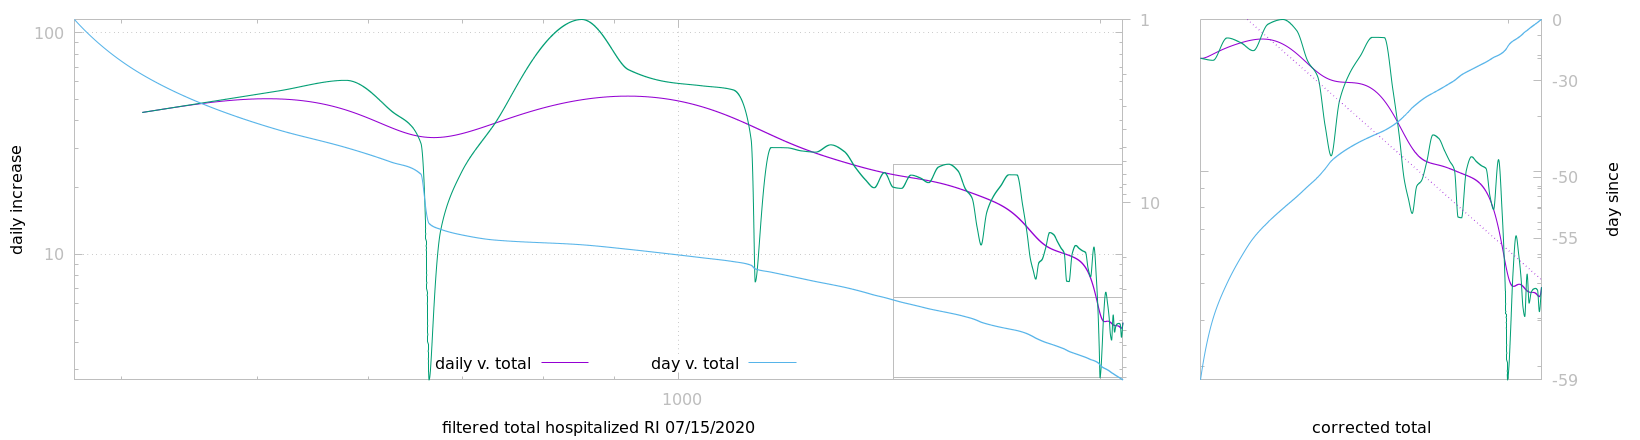 100
10
daily increase
daily v. total
day v. total
1000
filtered total hospitalized RI 07/15/2020
1
10
0
-30
-50
-55
-59
day since
corrected total